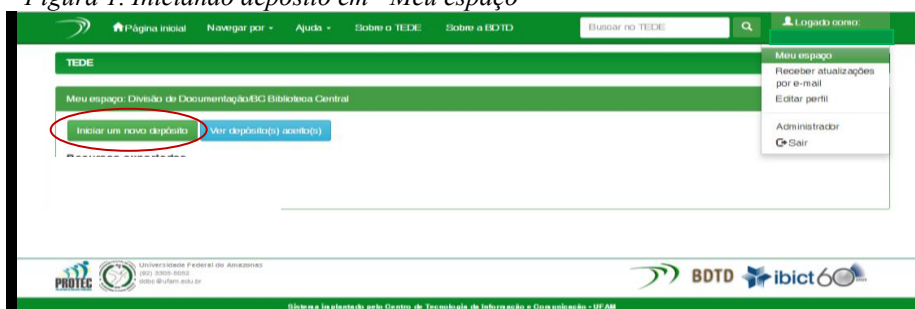 Figura 1. Iniciando depósito em "Meu espaço"
Página inicial Navegar por Ajuda Sobre o TEDE Sobre a BDTD Buscar no TEDE Logado como:
TEDE
Meu espaço
Receber atualizações
por e-mail
Editar perfil
Administrador
Sair
Meu espaço: Divisão de Documentação/BC Biblioteca Central
Iniciar um novo depósito Ver depósito(s) aceito(s)
PROTEC
Universidade Federal do Amazonas
BDTD
ibict 60
Sistema implantado pelo Centro de Tecnologia da Informação e Comunicação - UFAM